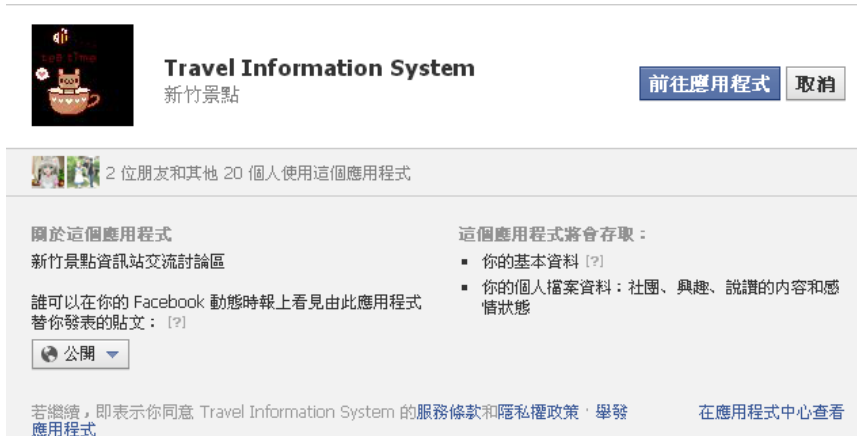 tea time
Travel Information System
新竹景點
前往應用程式
取消
2 位朋友和其他 20 個人使用這個應用程式
關於這個應用程式
新竹景點資訊站交流討論區
誰可以在你的 Facebook 動態時報上看見由此應用程式
替你發表的貼文： [?]
公開
這個應用程式將會存取：
▪ 你的基本資料 [?]
▪ 你的個人檔案資料：社團、興趣、說讚的內容和感
情狀態
若繼續，即表示你同意 Travel Information System 的服務條款和隱私權政策 · 舉發
應用程式
在應用程式中心查看